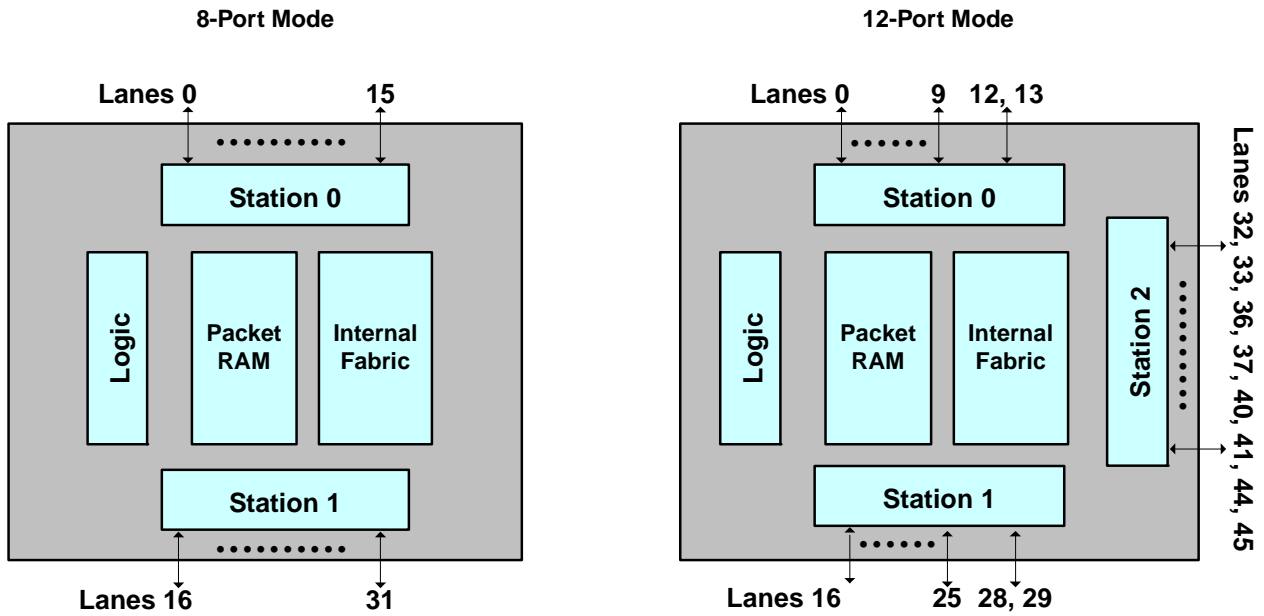 8-Port Mode
Lanes 0
15
Station 0
Logic
Packet
RAM
Internal
Fabric
Station 1
Lanes 16
31
12-Port Mode
Lanes 0
9
12, 13
Station 0
Logic
Packet
RAM
Internal
Fabric
Station 2
Lanes 32, 33, 36, 37, 40, 41, 44, 45
Station 1
Lanes 16
25
28, 29